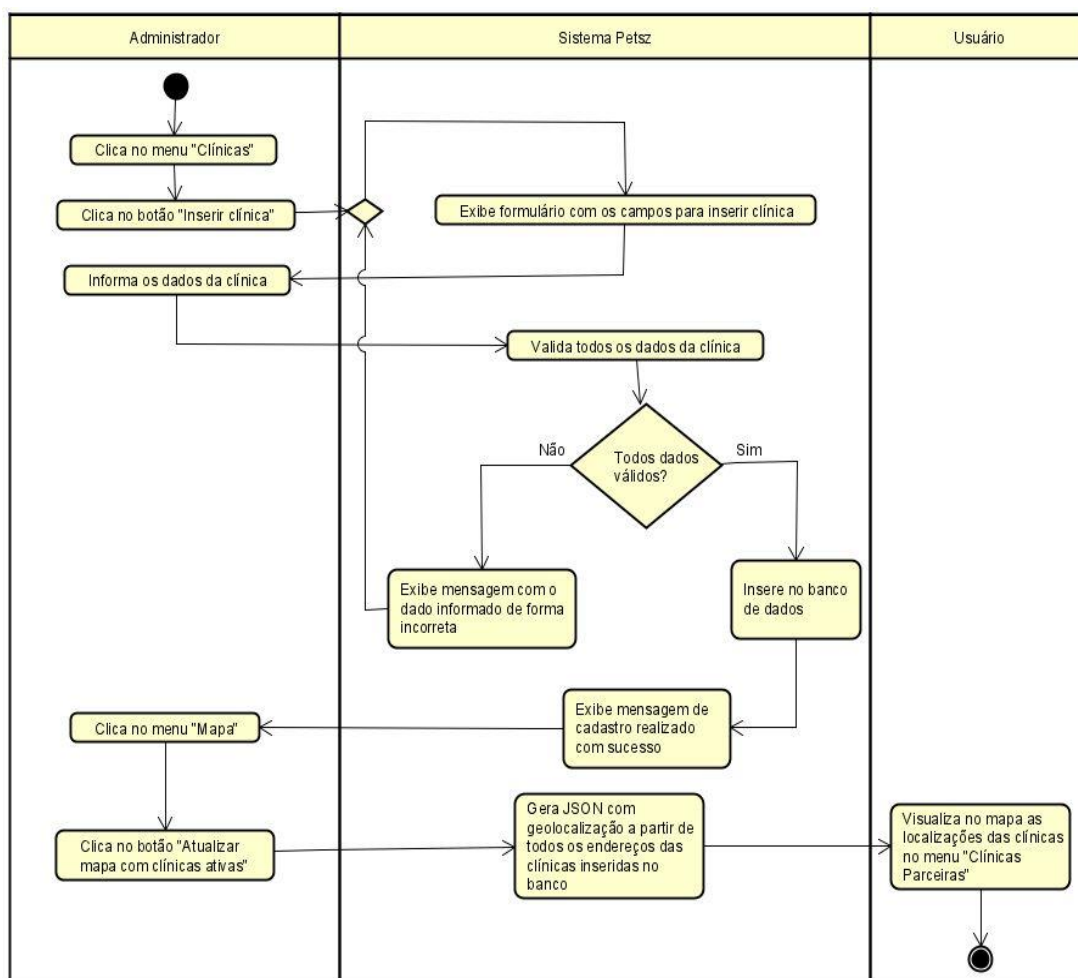 Administrador
Sistema Petsz
Usuário
Clica no menu "Clínicas"
Clica no botão "Inserir clínica"
Exibe formulário com os campos para inserir clínica
Informa os dados da clínica
Valida todos os dados da clínica
Não
Todos dados
válidos?
Sim
Exibe mensagem com o
dado informado de forma
incorreta
Insere no banco
de dados
Exibe mensagem de
cadastro realizado
com sucesso
Clica no menu "Mapa"
Clica no botão "Atualizar
mapa com clínicas ativas"
Gera JSON com
geolocalização a partir de
todos os endereços das
clínicas inseridas no
banco
Visualiza no mapa as
localizações das clínicas
no menu "Clínicas
Parceiras"